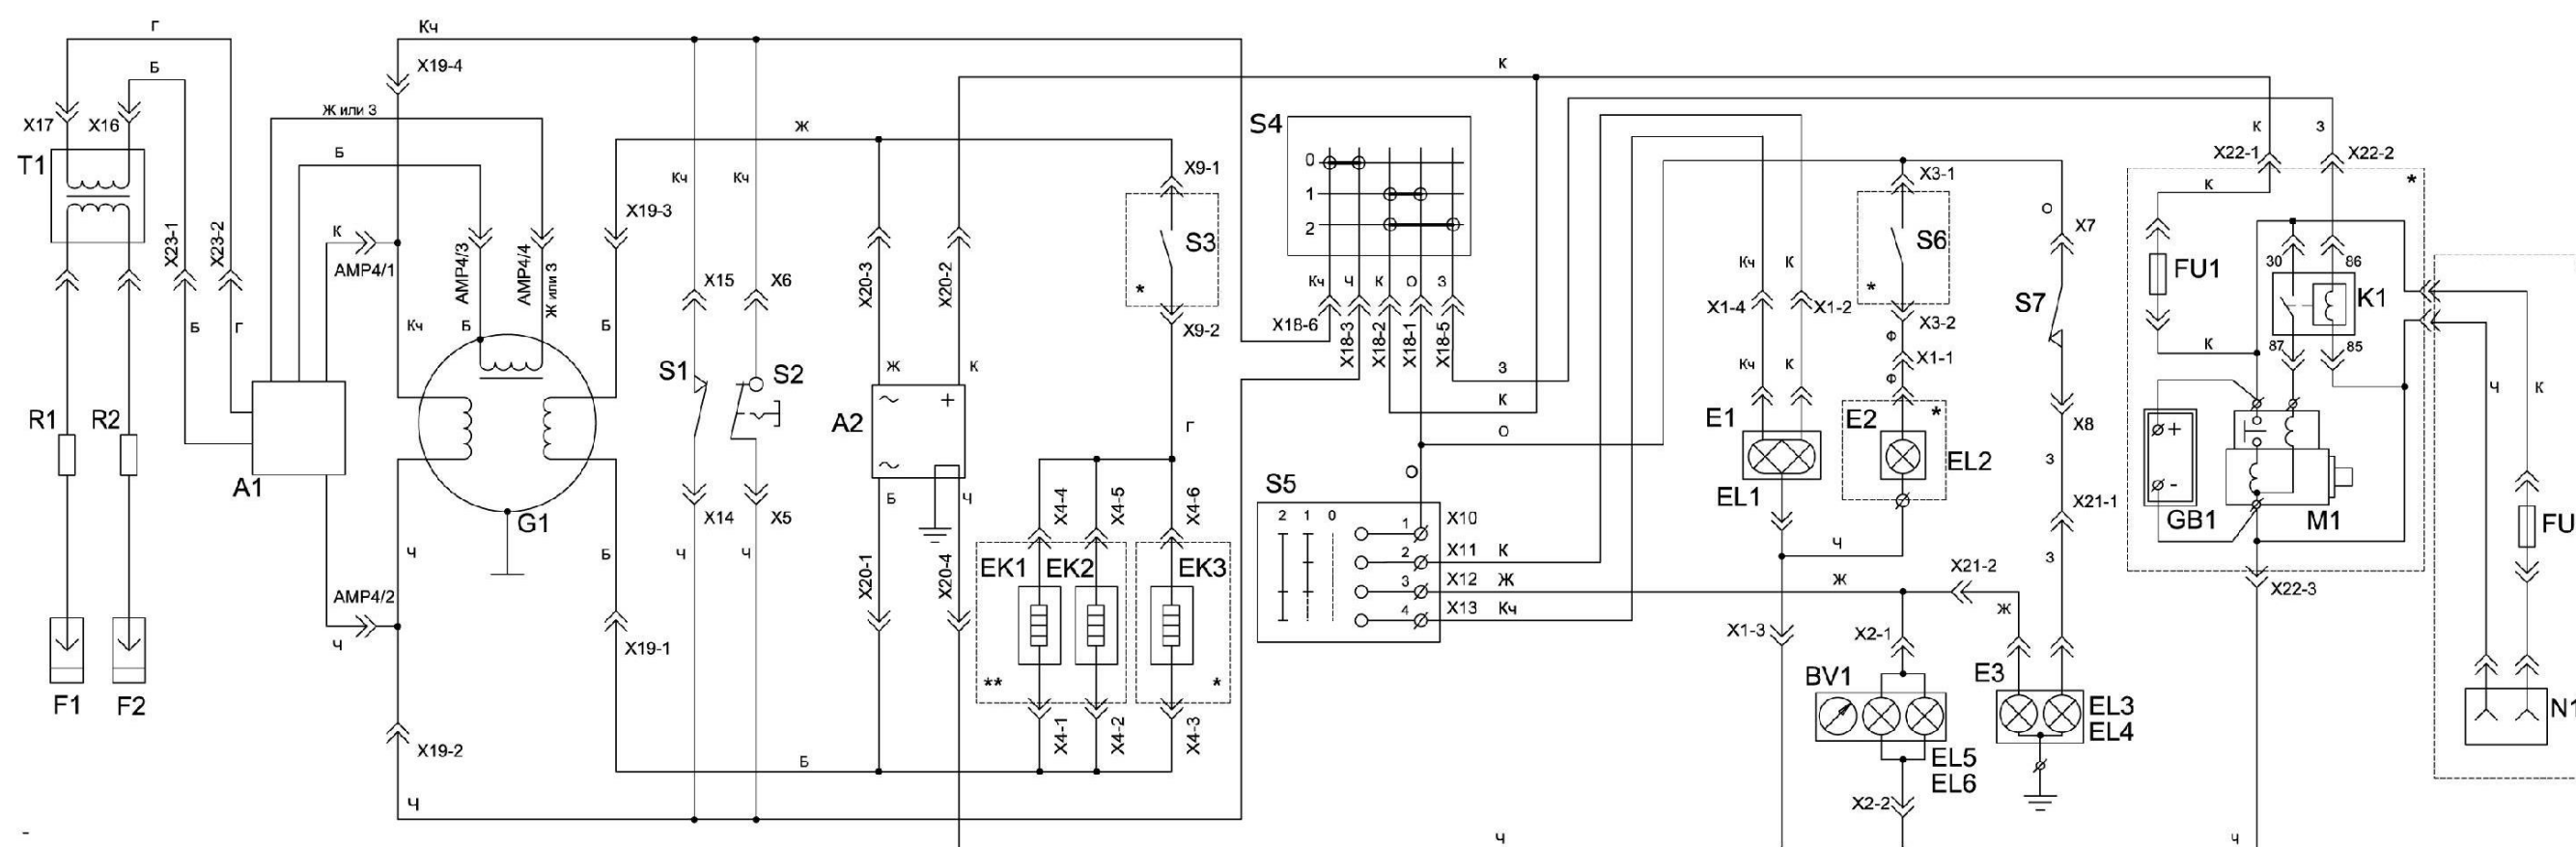 Г
Кч
Б
X19-4
К
X17
X16
Ж или З
Ж
S4
К
З
T1
Б
Кч
Кч
X9-1
0
1
2
X3-1
X22-1
X22-2
К
*
X23-1
X23-2
К
AMP4/1
AMP4/3
AMP4/4
Ж или З
X19-3
X20-3
X20-2
S3
*
S6
*
О
X7
X15
X6
Кч
Ч
К
О
З
Кч
К
FU1
30
86
K1
X18-6
X18-3
X18-2
X18-1
X18-5
X1-4
X1-2
S7
Б
Г
Кч
Б
Б
X9-2
X3-2
Ф
X1-1
Ф
К
87
85
S1
S2
Ж
К
З
Кч
К
Ч
К
R1
R2
A2
К
E1
E2
*
X8
Г
О
EL2
A1
G1
Б
Ч
О
S5
EL1
З
X21-1
GB1
M1
FU
X4-4
X4-5
X4-6
X14
X5
2 1 0
1
X10
Ч
Ч
Ч
Б
X20-1
X20-4
EK1
EK2
EK3
2
X11
К
Ч
З
3
X12
Ж
Ж
X21-2
X22-3
AMP4/2
4
X13
Кч
Ж
Ч
X19-1
X1-3
X2-1
**
*
BV1
E3
F1
F2
X4-1
X4-2
X4-3
EL3
EL4
N1
X19-2
Б
EL5
EL6
Ч
X2-2
Ч
Ч